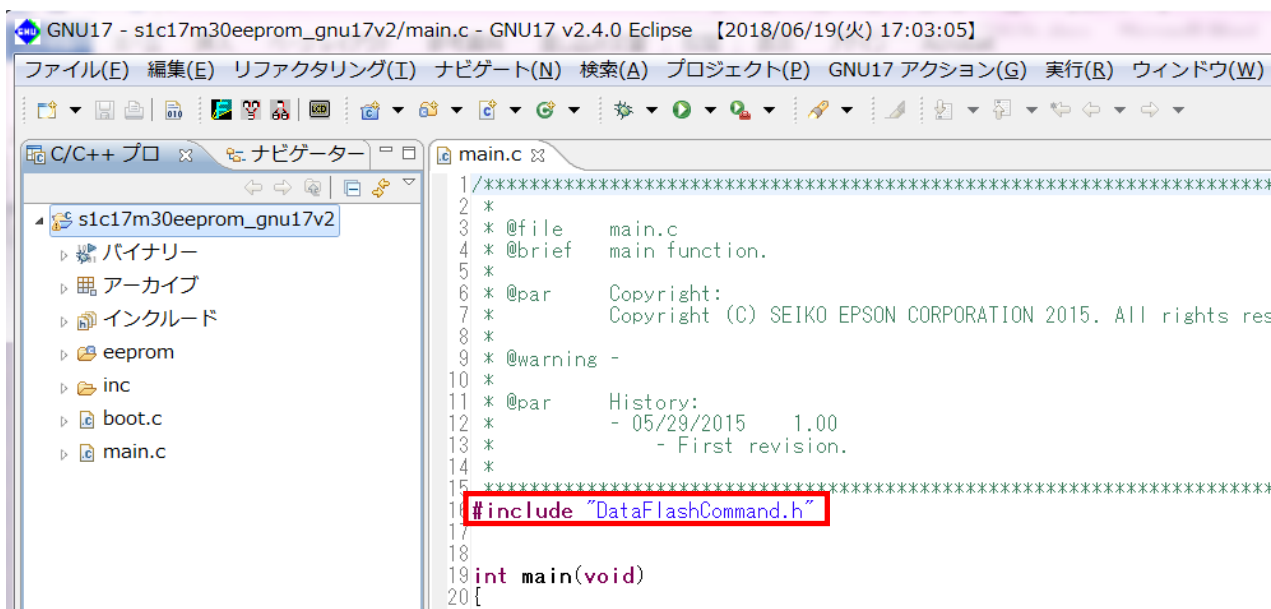 GNU17 - s1c17m30eeprom_gnu17v2/main.c - GNU17 v2.4.0 Eclipse 【2018/06/19(火) 17:03:05】
ファイル(F) 編集(E) リファクタリング(T) ナビゲート(N) 検索(A) プロジェクト(P) GNU17 アクション(G) 実行(R) ウィンドウ(W)
C/C++ プロ ナビゲーター
main.c
s1c17m30eeprom_gnu17v2
バイナリー
アーカイブ
インクルード
eeprom
inc
boot.c
main.c
1 /*******************************************************************************
2 *
3 * @file main.c
4 * @brief main function.
5 *
6 * @par Copyright:
7 * Copyright (C) SEIKO EPSON CORPORATION 2015. All rights res
8 *
9 * @warning -
10 *
11 * @par History:
12 * - 05/29/2015 1.00
13 * - First revision.
14 *
15 *******************************************************************************
16 #include "DataFlashCommand.h"
17
18
19 int main(void)
20 {